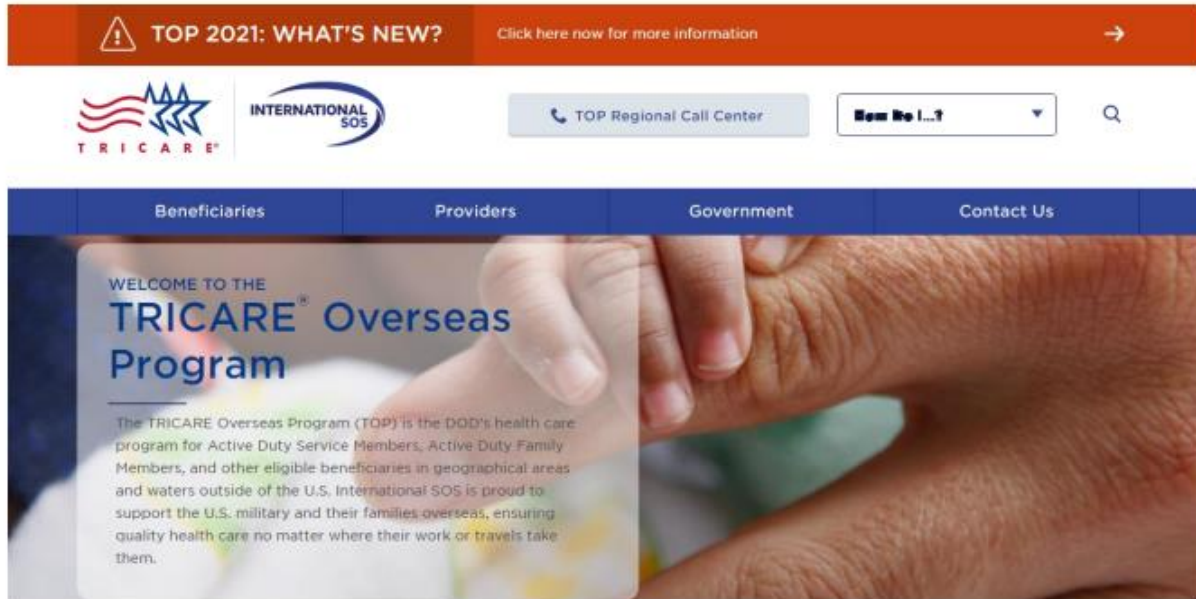 TOP 2021: WHAT'S NEW?
Click here now for more information
TRICARE®
INTERNATIONAL
SOS
TOP Regional Call Center
I...?
Beneficiaries
Providers
Government
Contact Us
WELCOME TO THE
TRICARE® Overseas
Program
The TRICARE Overseas Program (TOP) is the DOD's health care
program for Active Duty Service Members, Active Duty Family
Members, and other eligible beneficiaries in geographical areas
and waters outside of the U.S. International SOS is proud to
support the U.S. military and their families overseas, ensuring
quality health care no matter where their work or travels take
them.